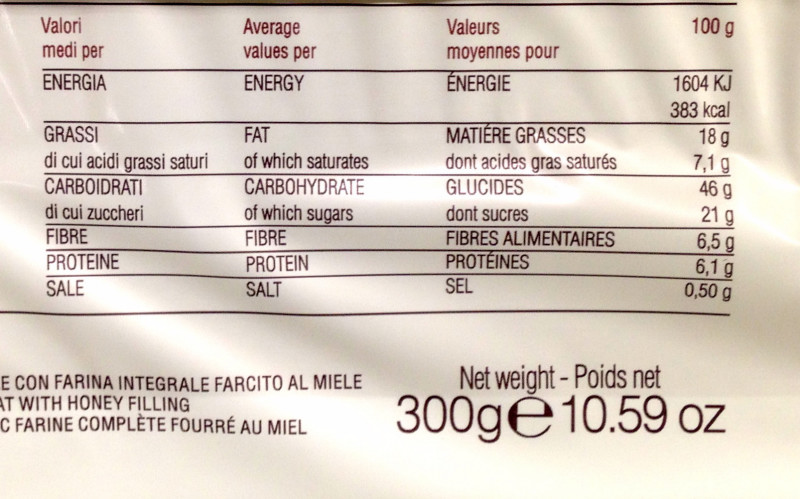 Valori Average Valeurs 100 g
medi per values per moyennes pour
ENERGIA ENERGY ÉNERGIE 1604 KJ
383 kcal
GRASSI FAT MATIÉRE GRASSES 18 g
di cui acidi grassi saturi of which saturates dont acides gras saturés 7,1 g
CARBOIDRATI CARBOHYDRATE GLUCIDES 46 g
di cui zuccheri of which sugars dont sucres 21 g
FIBRE FIBRE FIBRES ALIMENTAIRES 6,5 g
PROTEINE PROTEIN PROTÉINES 6,1 g
SALE SALT SEL 0,50 g
E CON FARINA INTEGRALE FARCITO AL MIELE
AT WITH HONEY FILLING
C FARINE COMPLÈTE FOURRÉ AU MIEL
Net weight - Poids net
300g℮ 10.59 oz